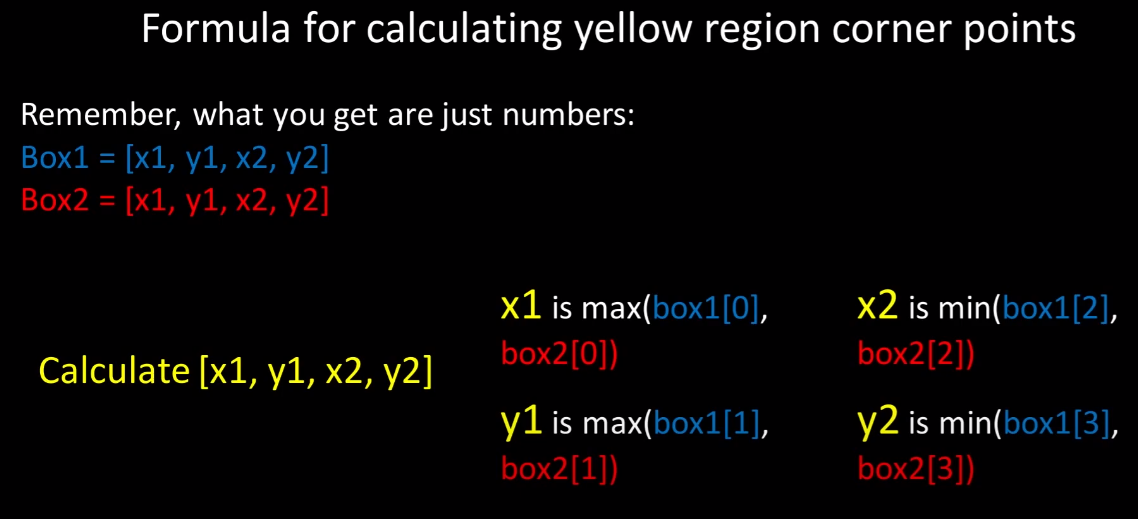 Formula for calculating yellow region corner points
Remember, what you get are just numbers:
Box1 = [x1, y1, x2, y2]
Box2 = [x1, y1, x2, y2]
Calculate [x1, y1, x2, y2]
x1 is max(box1[0],
box2[0])
x2 is min(box1[2],
box2[2])
y1 is max(box1[1],
box2[1])
y2 is min(box1[3],
box2[3])